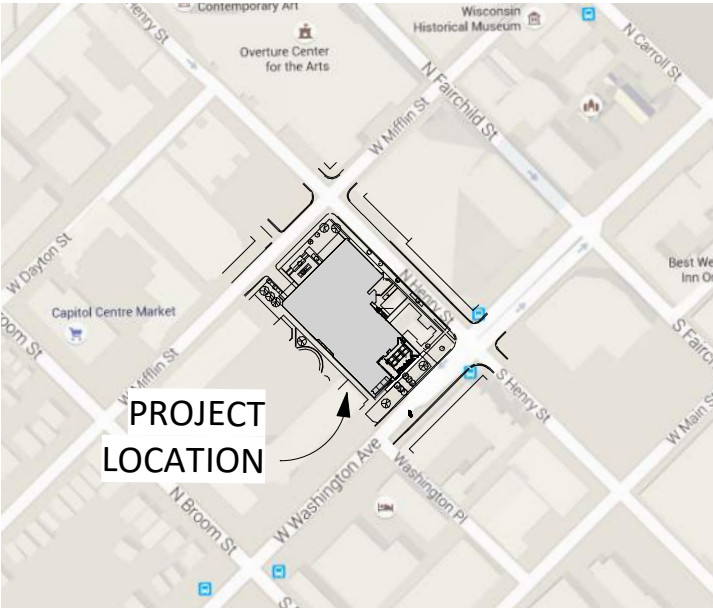 Contemporary Art
Wisconsin
Historical Museum
Henry St
Overture Center
for the Arts
N Carroll St
N Fairchild St
W Mifflin St
W Dayton St
N Henry St
Best We
Inn O
Capitol Centre Market
S Fairc
oom St
W Mifflin St
S Henry St
W Main S
PROJECT
LOCATION
W Washington Ave
Washington Pl
N Broom St